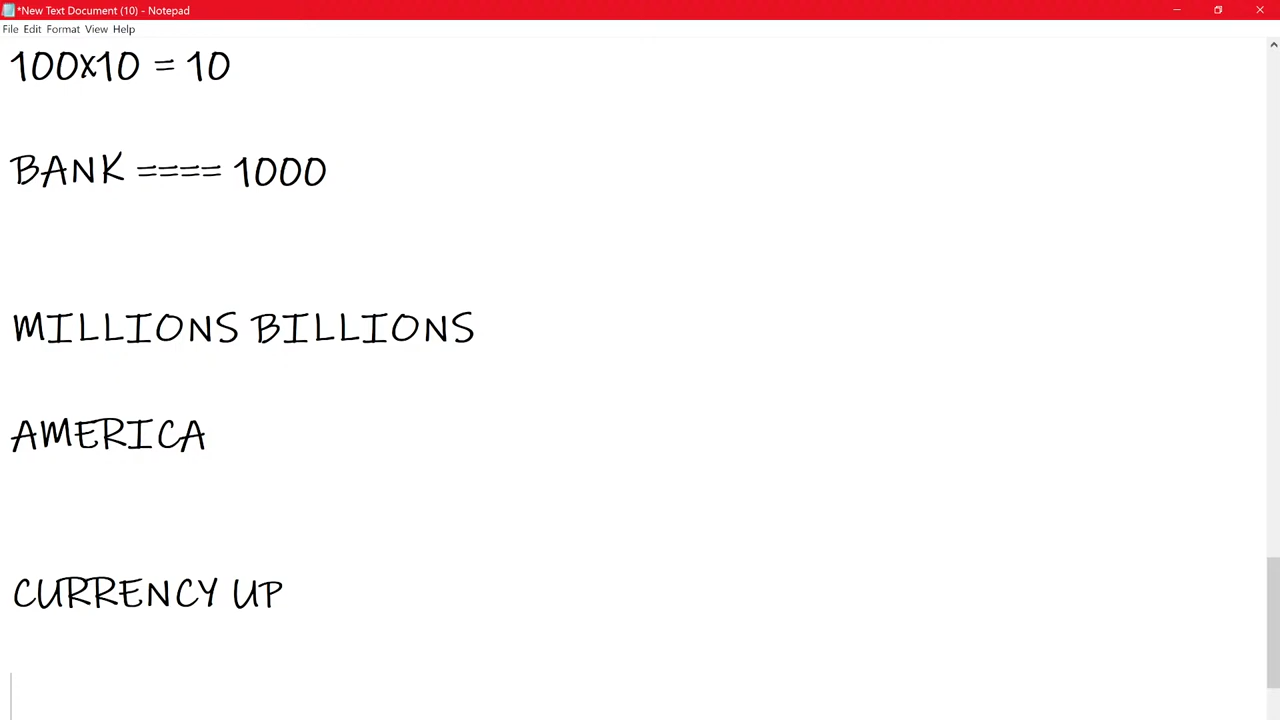 *New Text Document (10) - Notepad
File Edit Format View Help
100x10 = 10
BANK ==== 1000
MILLIONS BILLIONS
AMERICA
CURRENCY UP